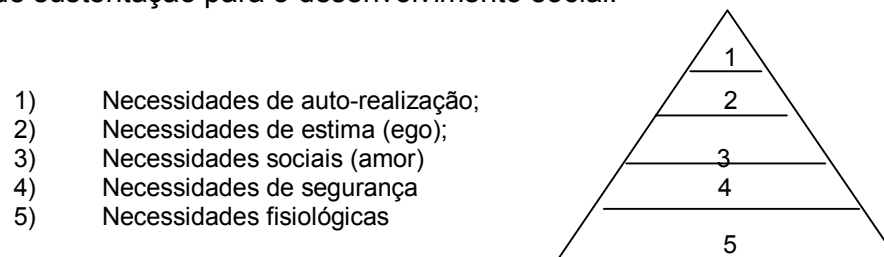 de sustentação para o desenvolvimento social.
1) Necessidades de auto-realização;
2) Necessidades de estima (ego);
3) Necessidades sociais (amor)
4) Necessidades de segurança
5) Necessidades fisiológicas
1
2
3
4
5